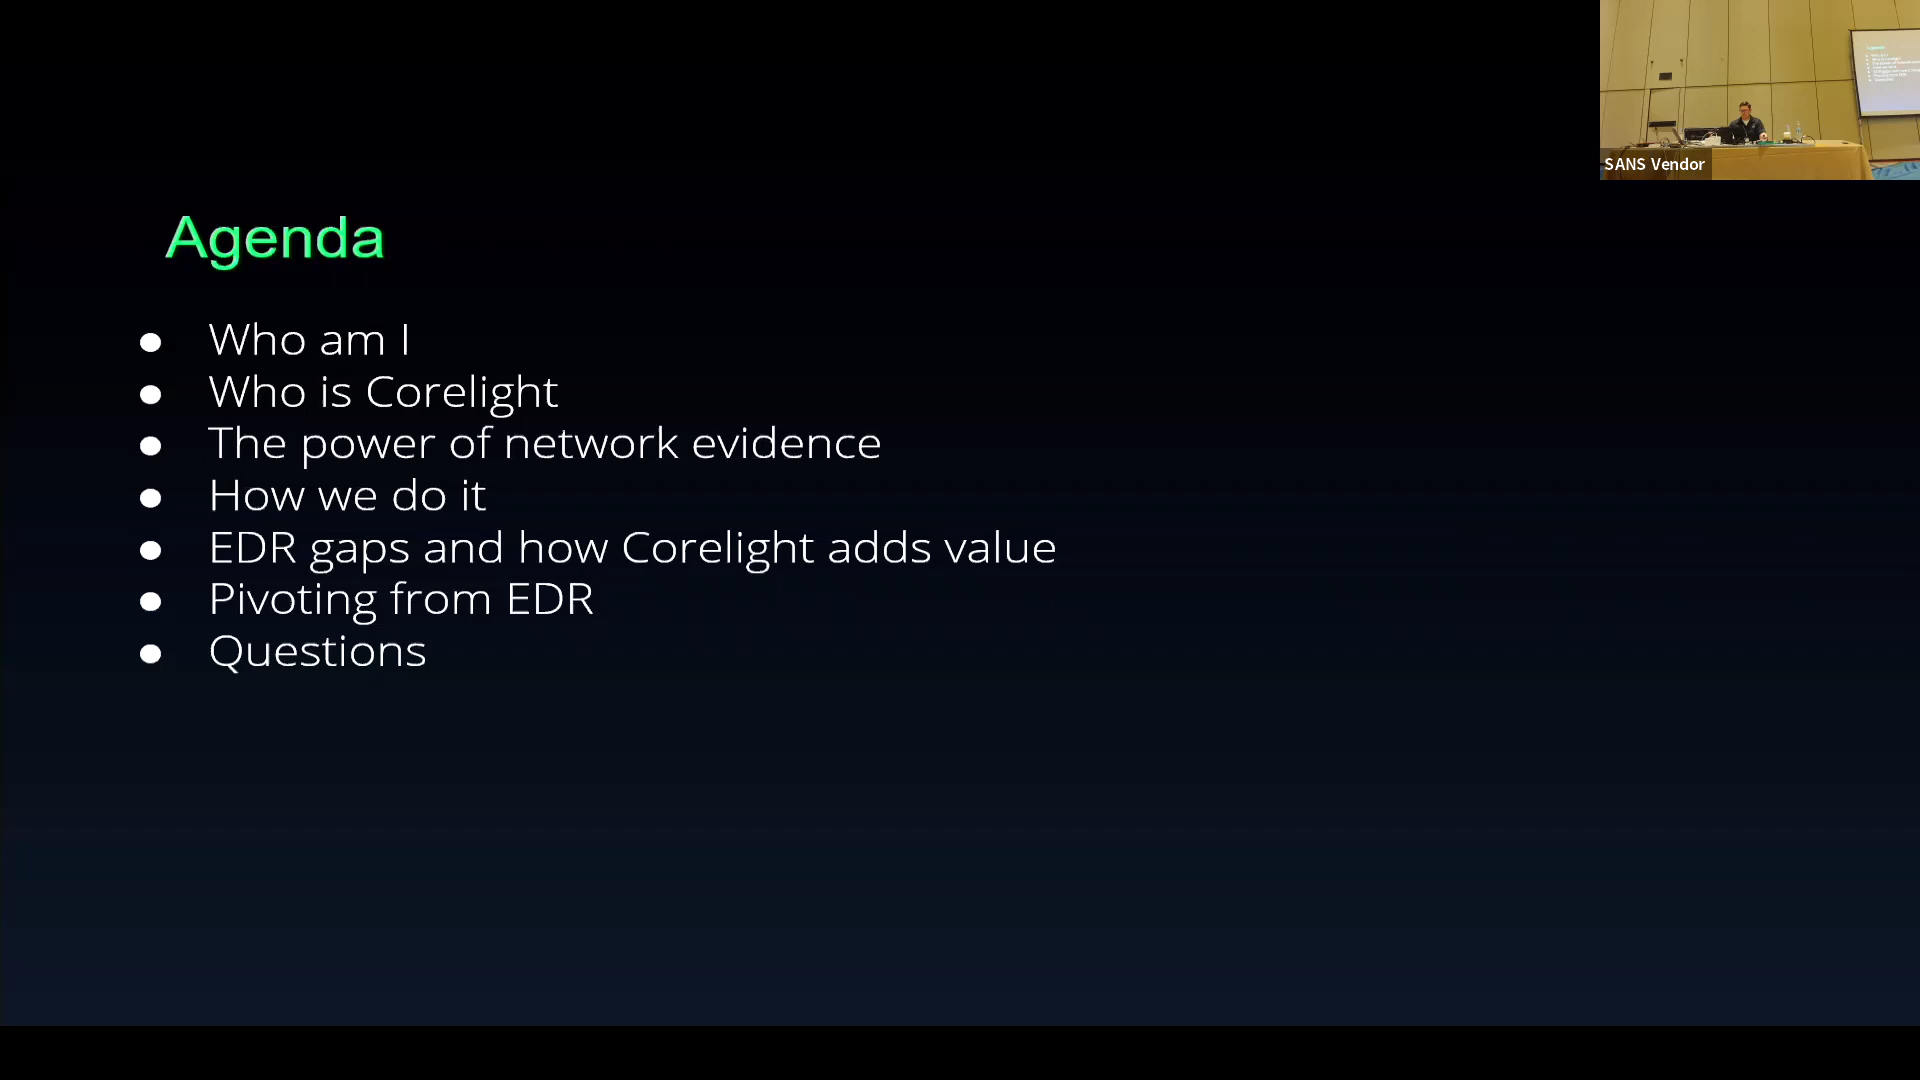 SANS Vendor
Agenda
● Who am I
● Who is Corelight
● The power of network evidence
● How we do it
● EDR gaps and how Corelight adds value
● Pivoting from EDR
● Questions